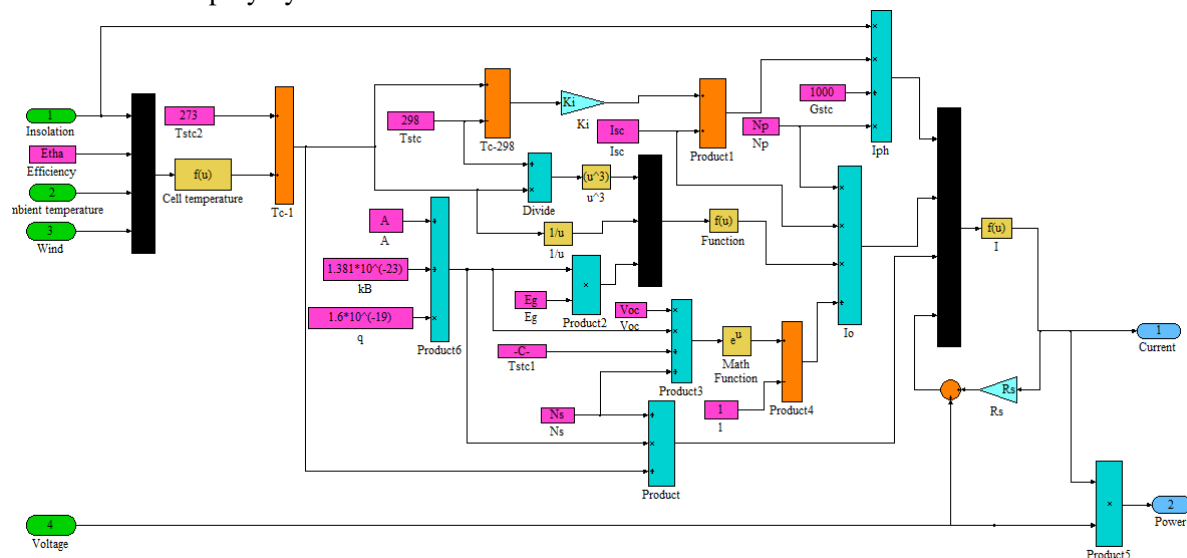 1
Insolation
Etha
Efficiency
2
nbient temperature
3
Wind
273
Tstc2
f(u)
Cell temperature
Tc-1
298
Tstc
Tc-298
Ki
Ki
Isc
Isc
Product1
Np
Np
1000
Gstc
Iph
Divide
(u^3)
u^3
1/u
1/u
A
A
1.381*10^(-23)
kB
1.6*10^(-19)
q
Product6
Eg
Eg
Product2
f(u)
Function
Voc
Voc
-C-
Tstc1
Product3
e^u
Math
Function
1
1
Product4
Io
Ns
Ns
Product
f(u)
I
Rs
Rs
1
Current
2
Power
Product5
4
Voltage